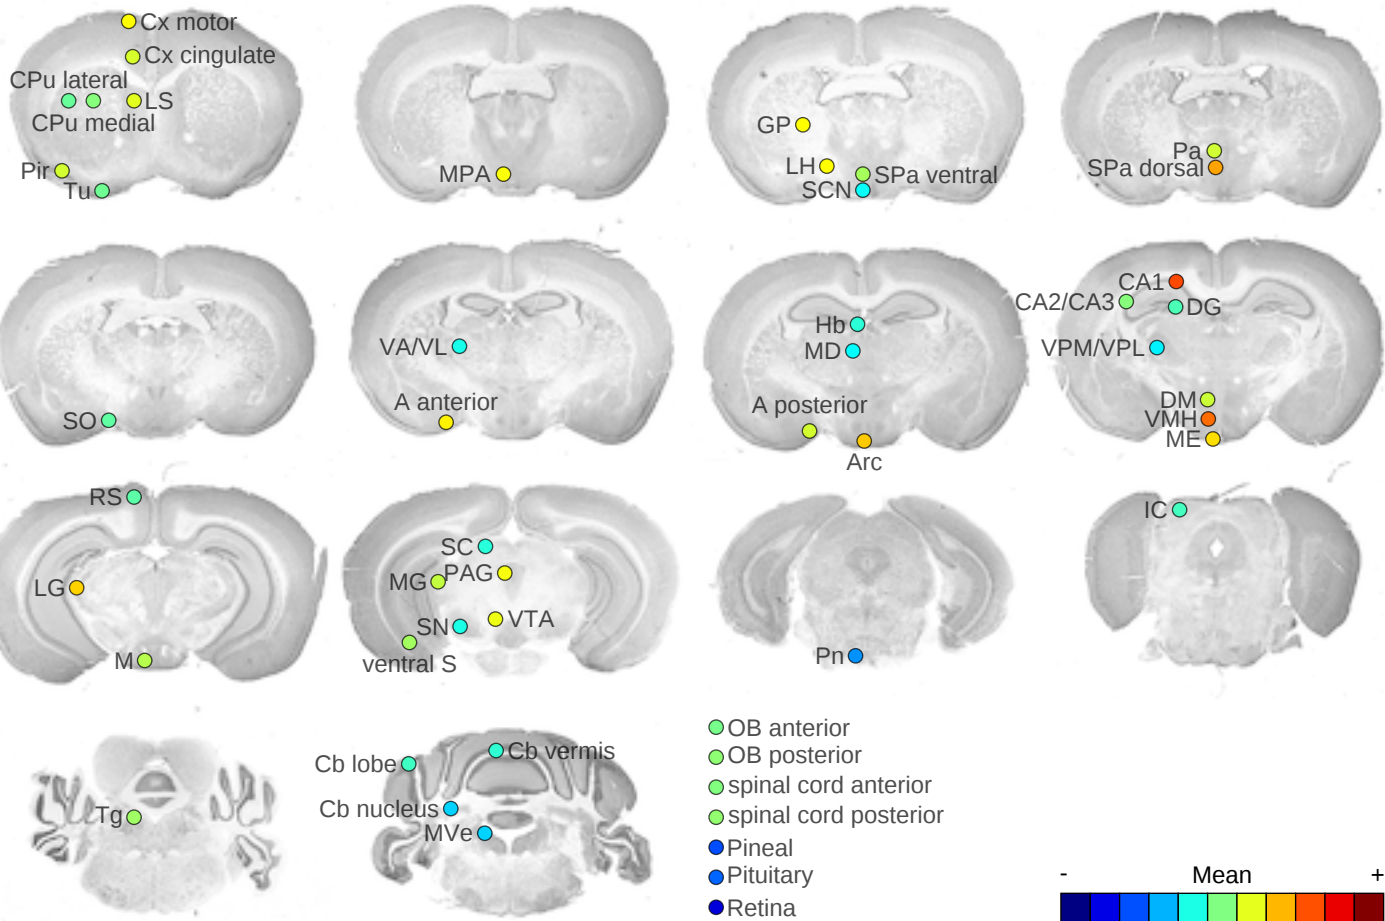 Cx motor
Cx cingulate
CPu lateral
LS
CPu medial
Pir
Tu
MPA
GP
LH
SPa ventral
SCN
Pa
SPa dorsal
SO
VA/VL
A anterior
Hb
MD
A posterior
Arc
CA1
CA2/CA3
DG
VPM/VPL
DM
VMH
ME
RS
LG
M
SC
MG
PAG
SN
VTA
ventral S
Pn
IC
Tg
Cb lobe
Cb vermis
Cb nucleus
MVe
OB anterior
OB posterior
spinal cord anterior
spinal cord posterior
Pineal
Pituitary
Retina
- Mean +